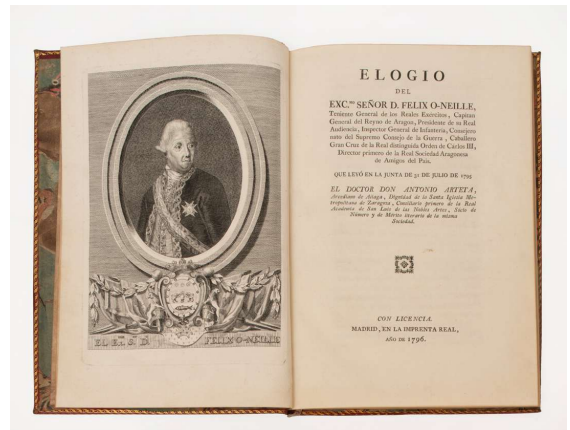 EL EX.MO S. D. FELIX O-NEILLE
ELOGIO
DEL
EXC.MO SEÑOR D. FELIX O-NEILLE,
Teniente General de los Reales Exércitos, Capitan
General del Reyno de Aragon, Presidente de su Real
Audiencia, Inspector General de Infantería, Consejero
nato del Supremo Consejo de la Guerra, Caballero
Gran Cruz de la Real distinguida Orden de Carlos III,
Director primero de la Real Sociedad Aragonesa
de Amigos del Pais.
QUE LEYÓ EN LA JUNTA DE 31 DE JULIO DE 1795
EL DOCTOR DON ANTONIO ARTETA,
Arcediano de Aliaga, Dignidad de la Santa Iglesia Me-
tropolitana de Zaragoza, Consiliario primero de la Real
Academia de San Luis de las Nobles Artes, Socio de
Número y de Mérito literario de la misma
Sociedad.
CON LICENCIA.
MADRID, EN LA IMPRENTA REAL,
AÑO DE 1796.